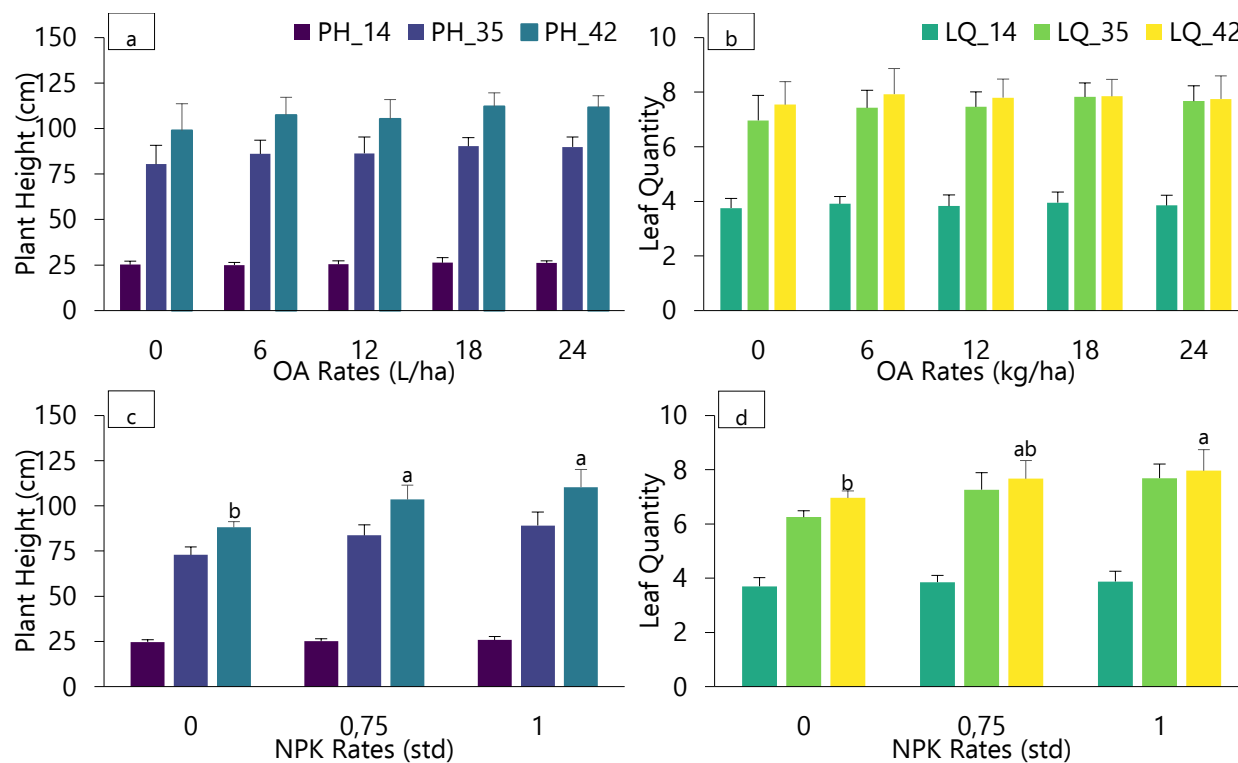 a
PH_14 PH_35 PH_42
150
125
100
75
50
25
0
Plant Height (cm)
0 6 12 18 24
OA Rates (L/ha)
b
LQ_14 LQ_35 LQ_42
10
8
6
4
2
0
Leaf Quantity
0 6 12 18 24
OA Rates (kg/ha)
c
150
125
100
75
50
25
0
Plant Height (cm)
b a a
0 0,75 1
NPK Rates (std)
d
10
8
6
4
2
0
Leaf Quantity
b ab a
0 0,75 1
NPK Rates (std)